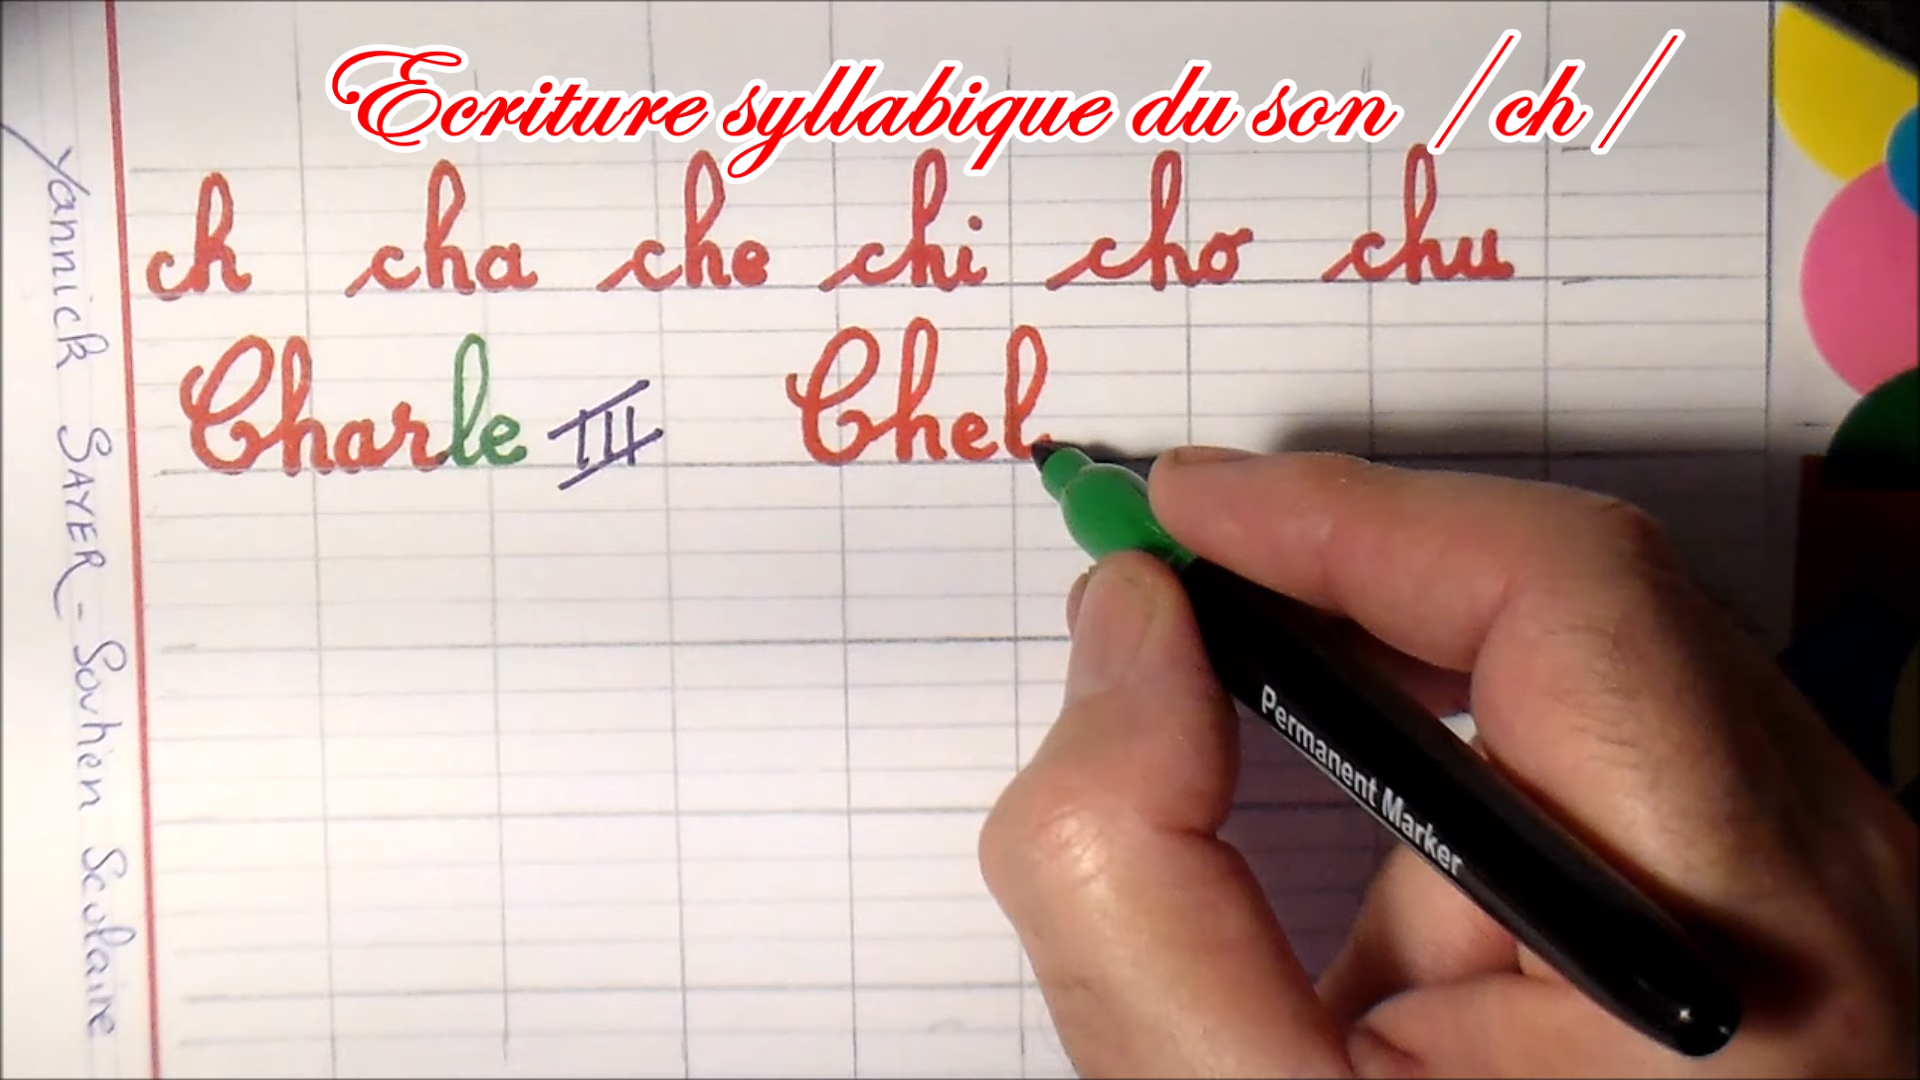 Ecriture syllabique du son /ch/
ch cha che chi cho chu
Charle III Chel
Yannick SAYER - Soutien Scolaire
Permanent Marker